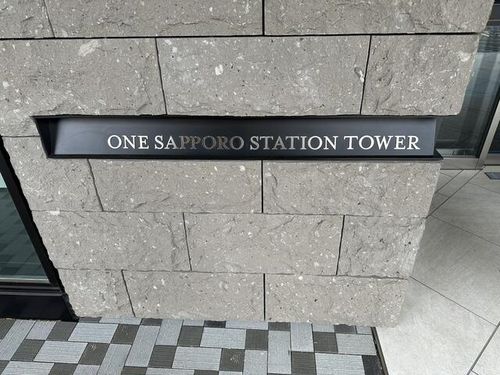 ONE SAPPORO STATION TOWER